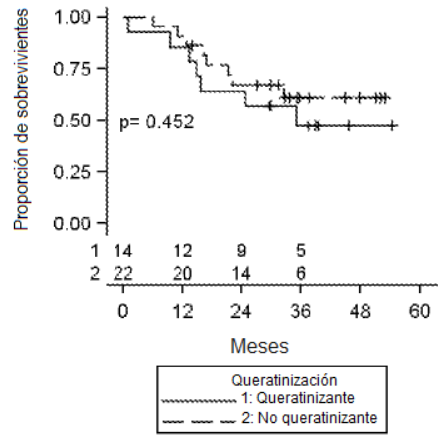 Proporción de sobrevivientes
1.00
0.75
0.50
0.25
0.00
p= 0.452
1 14 12 9 5
2 22 20 14 6
0 12 24 36 48 60
Meses
Queratinización
1: Queratinizante
2: No queratinizante